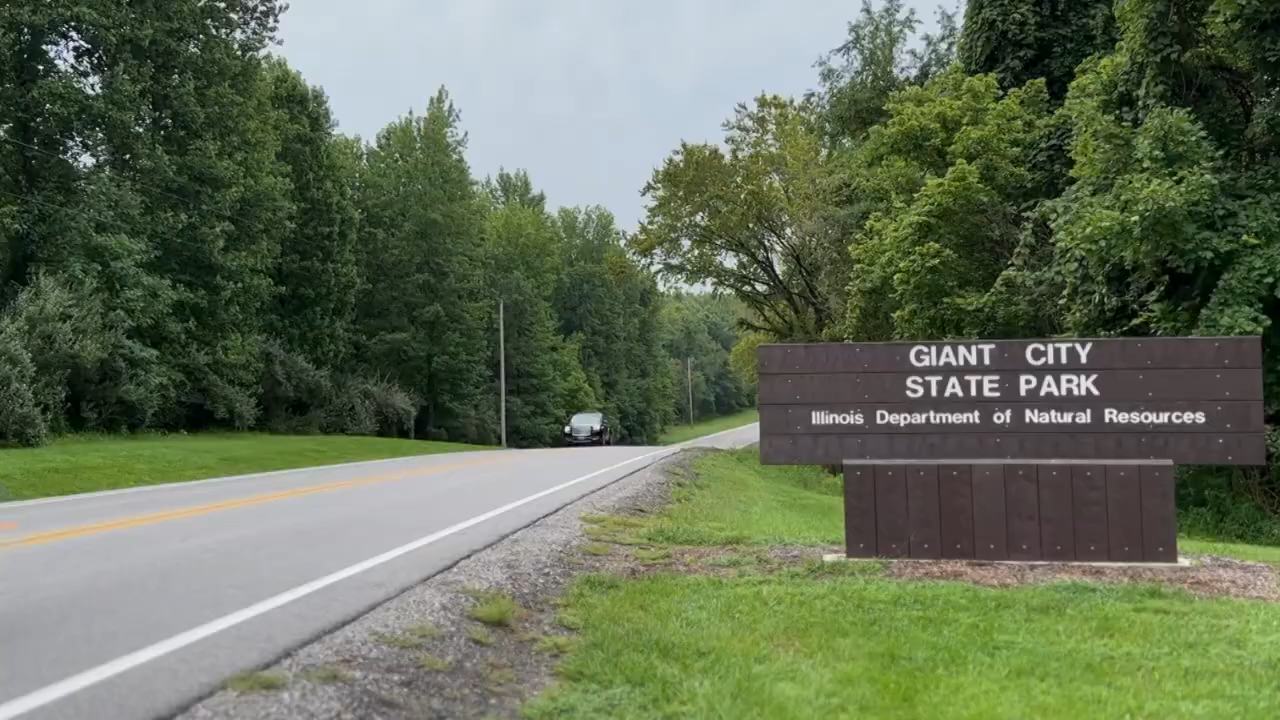 GIANT CITY
STATE PARK
Illinois Department of Natural Resources